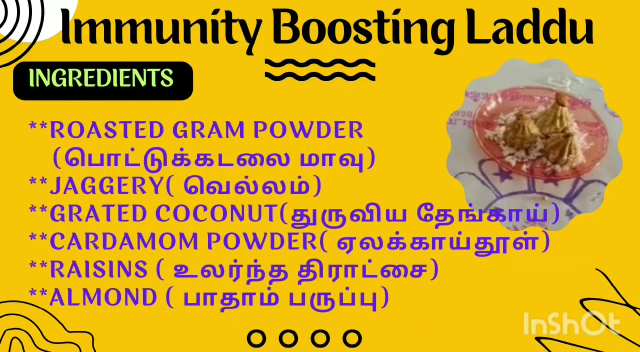 Immunity Boosting Laddu
INGREDIENTS
**ROASTED GRAM POWDER
(பொட்டுக்கடலை மாவு)
**JAGGERY( வெல்லம்)
**GRATED COCONUT(துருவிய தேங்காய்)
**CARDAMOM POWDER( ஏலக்காய்தூள்)
**RAISINS ( உலர்ந்த திராட்சை)
**ALMOND ( பாதாம் பருப்பு)
InShOt